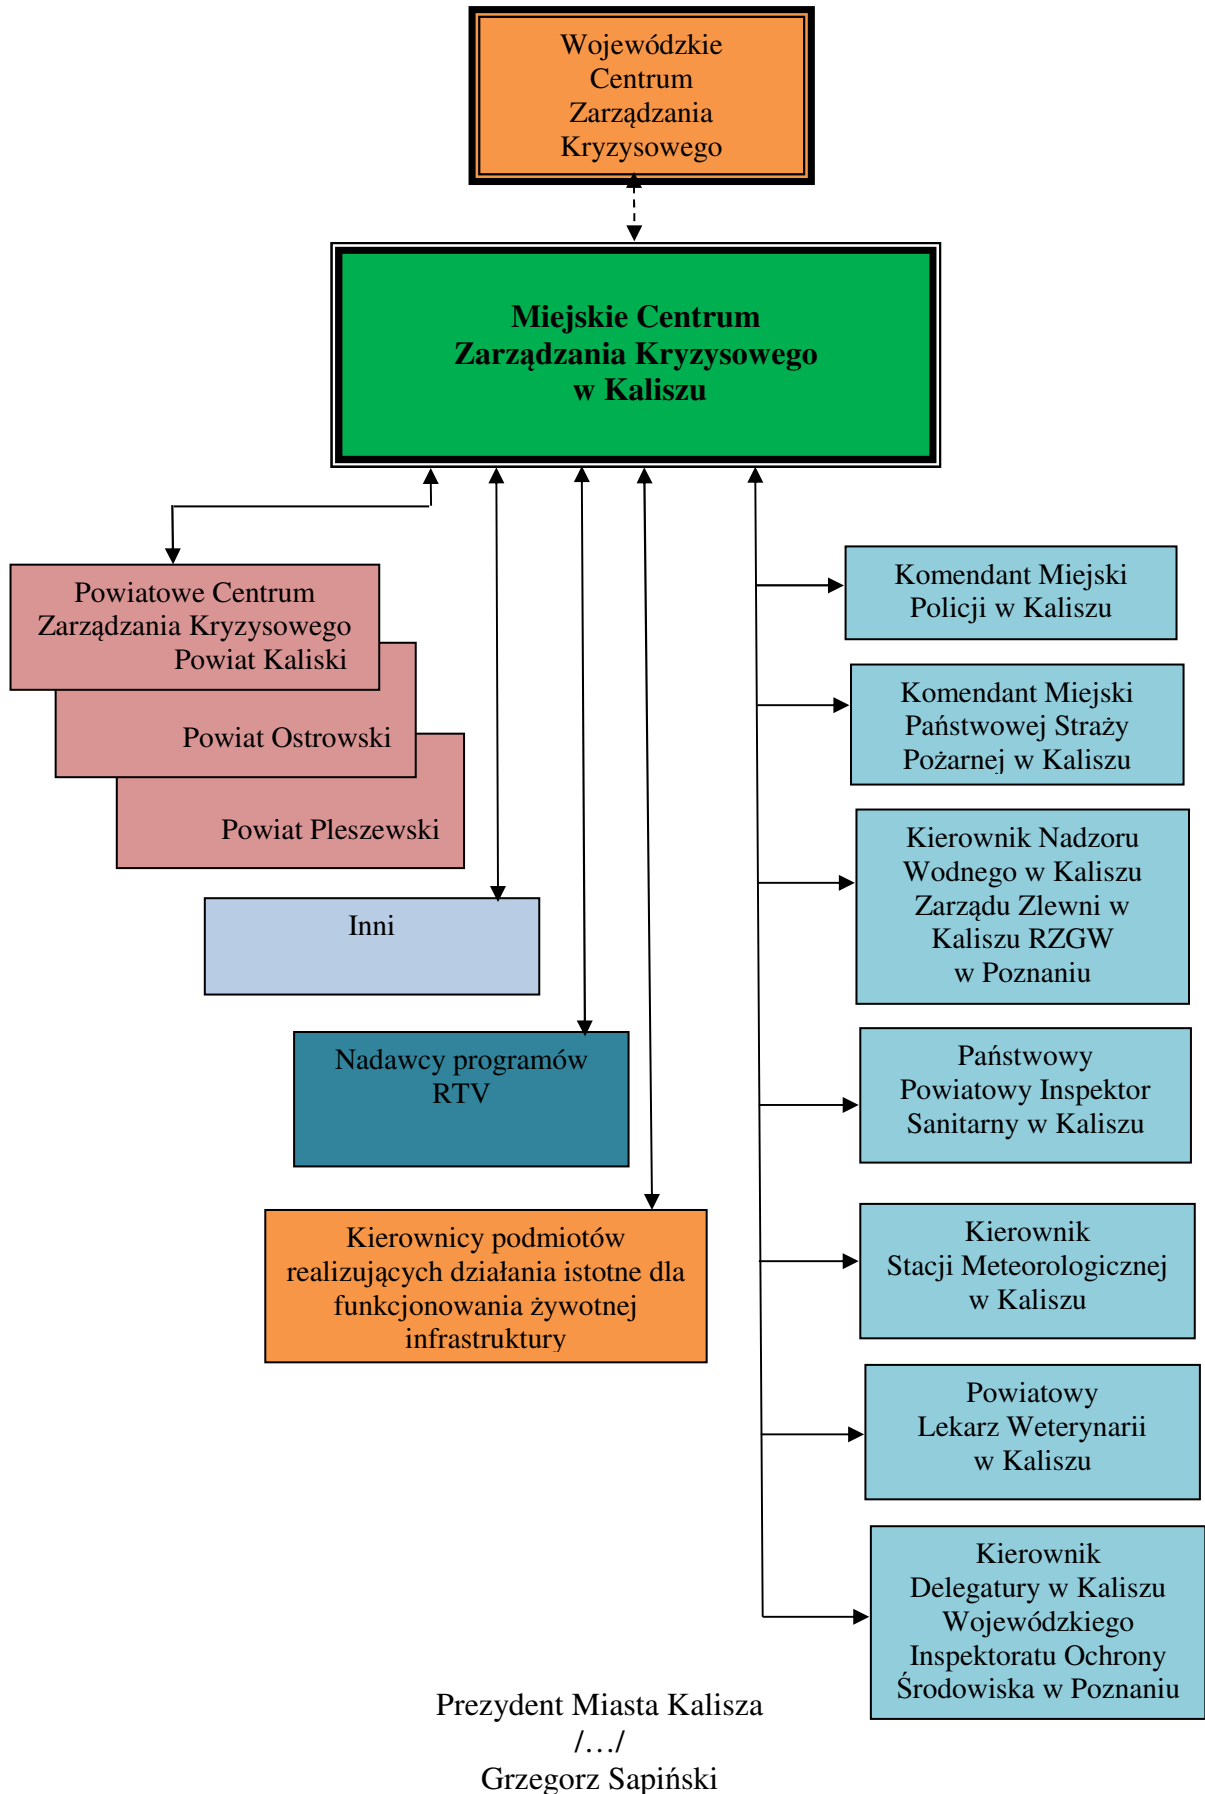 Wojewódzkie
Centrum
Zarządzania
Kryzysowego
Miejskie Centrum
Zarządzania Kryzysowego
w Kaliszu
Powiatowe Centrum
Zarządzania Kryzysowego
Powiat Kaliski
Powiat Ostrowski
Powiat Pleszewski
Inni
Nadawcy programów
RTV
Kierownicy podmiotów
realizujących działania istotne dla
funkcjonowania żywotnej
infrastruktury
Komendant Miejski
Policji w Kaliszu
Komendant Miejski
Państwowej Straży
Pożarnej w Kaliszu
Kierownik Nadzoru
Wodnego w Kaliszu
Zarządu Zlewni w
Kaliszu RZGW
w Poznaniu
Państwowy
Powiatowy Inspektor
Sanitarny w Kaliszu
Kierownik
Stacji Meteorologicznej
w Kaliszu
Powiatowy
Lekarz Weterynarii
w Kaliszu
Kierownik
Delegatury w Kaliszu
Wojewódzkiego
Inspektoratu Ochrony
Środowiska w Poznaniu
Prezydent Miasta Kalisza
/…/
Grzegorz Sapiński